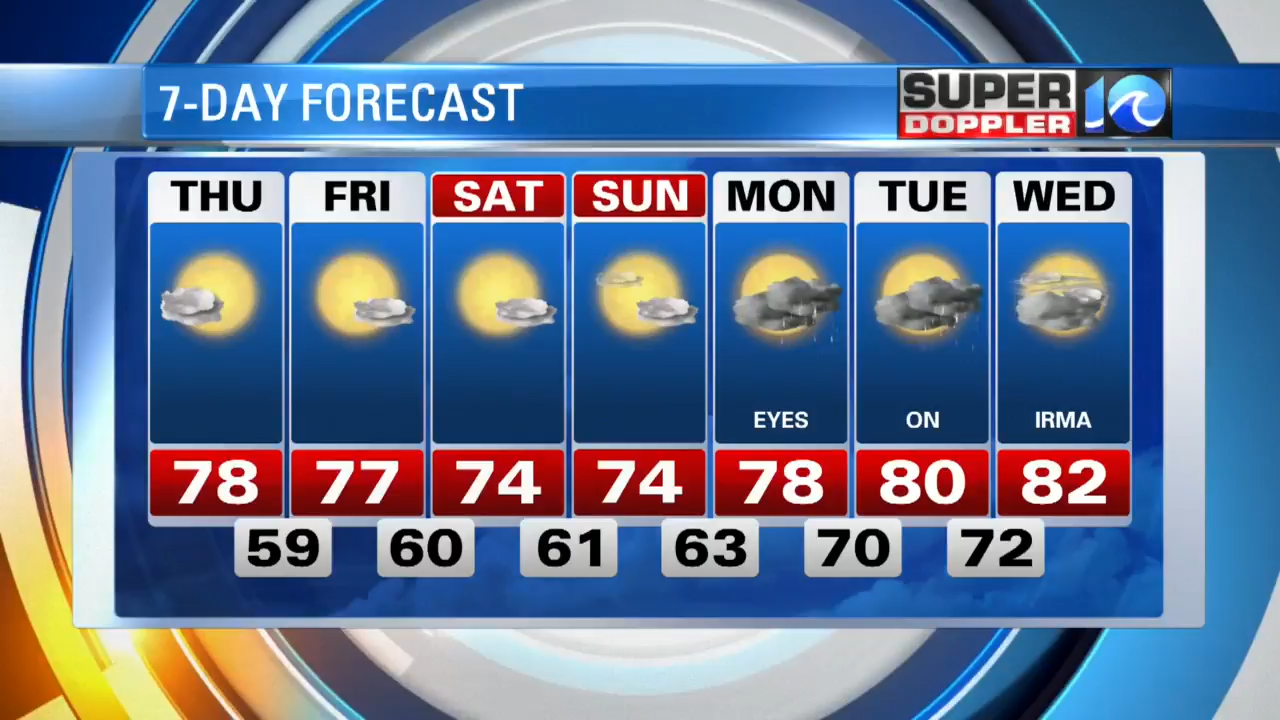 7-DAY FORECAST
SUPER
DOPPLER 10
THU FRI SAT SUN MON TUE WED
EYES ON IRMA
78 77 74 74 78 80 82
59 60 61 63 70 72